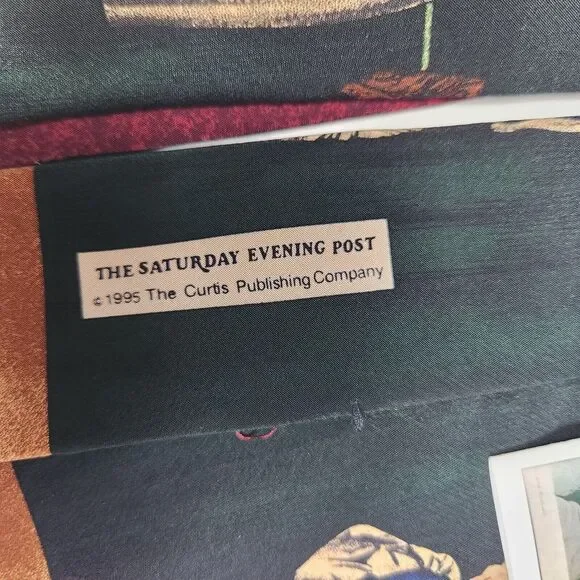 THE SATURDAY EVENING POST
© 1995 The Curtis Publishing Company